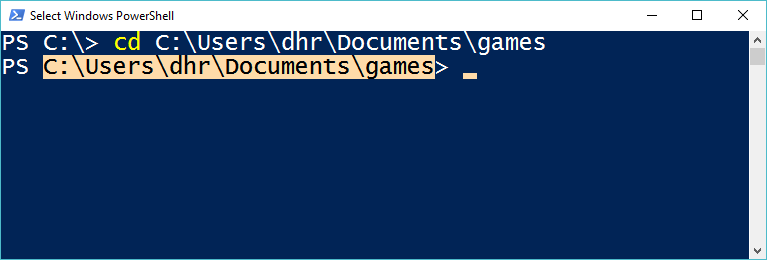 Select Windows PowerShell
PS C:\> cd C:\Users\dhr\Documents\games
PS C:\Users\dhr\Documents\games>